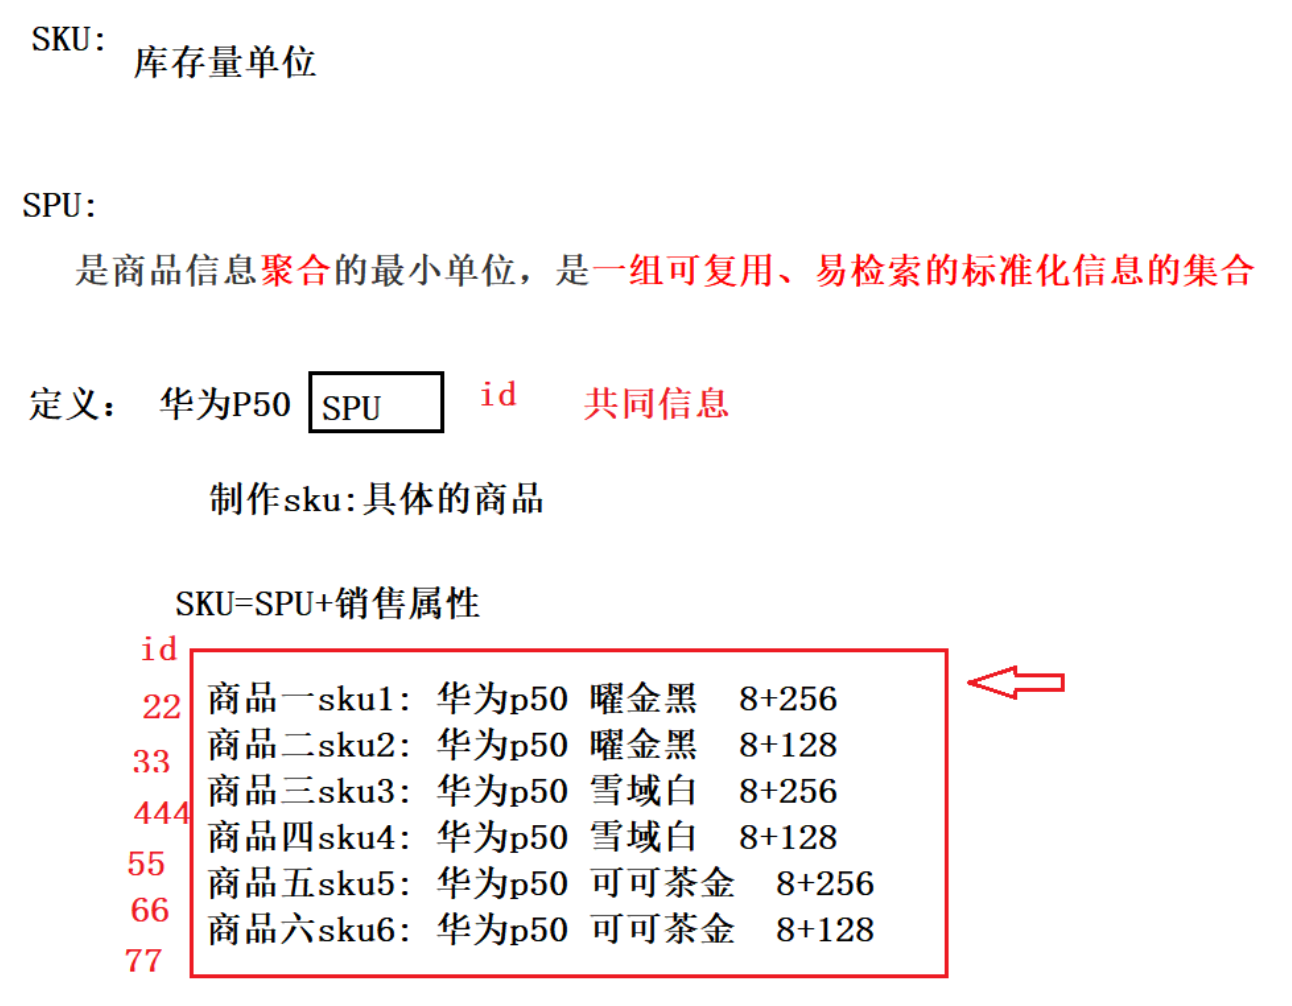 SKU:
库存量单位
SPU:
是商品信息聚合的最小单位，是一组可复用、易检索的标准化信息的集合
定义： 华为P50 SPU id 共同信息
制作sku:具体的商品
SKU=SPU+销售属性
id
22 商品一sku1: 华为p50 曜金黑 8+256
33 商品二sku2: 华为p50 曜金黑 8+128
444 商品三sku3: 华为p50 雪域白 8+256
55 商品四sku4: 华为p50 雪域白 8+128
66 商品五sku5: 华为p50 可可茶金 8+256
77 商品六sku6: 华为p50 可可茶金 8+128